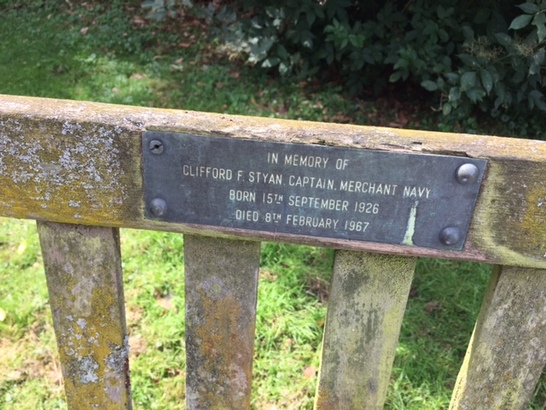 IN MEMORY OF
CLIFFORD F. STYAN, CAPTAIN, MERCHANT NAVY
BORN 15TH SEPTEMBER 1926
DIED 8TH FEBRUARY 1967